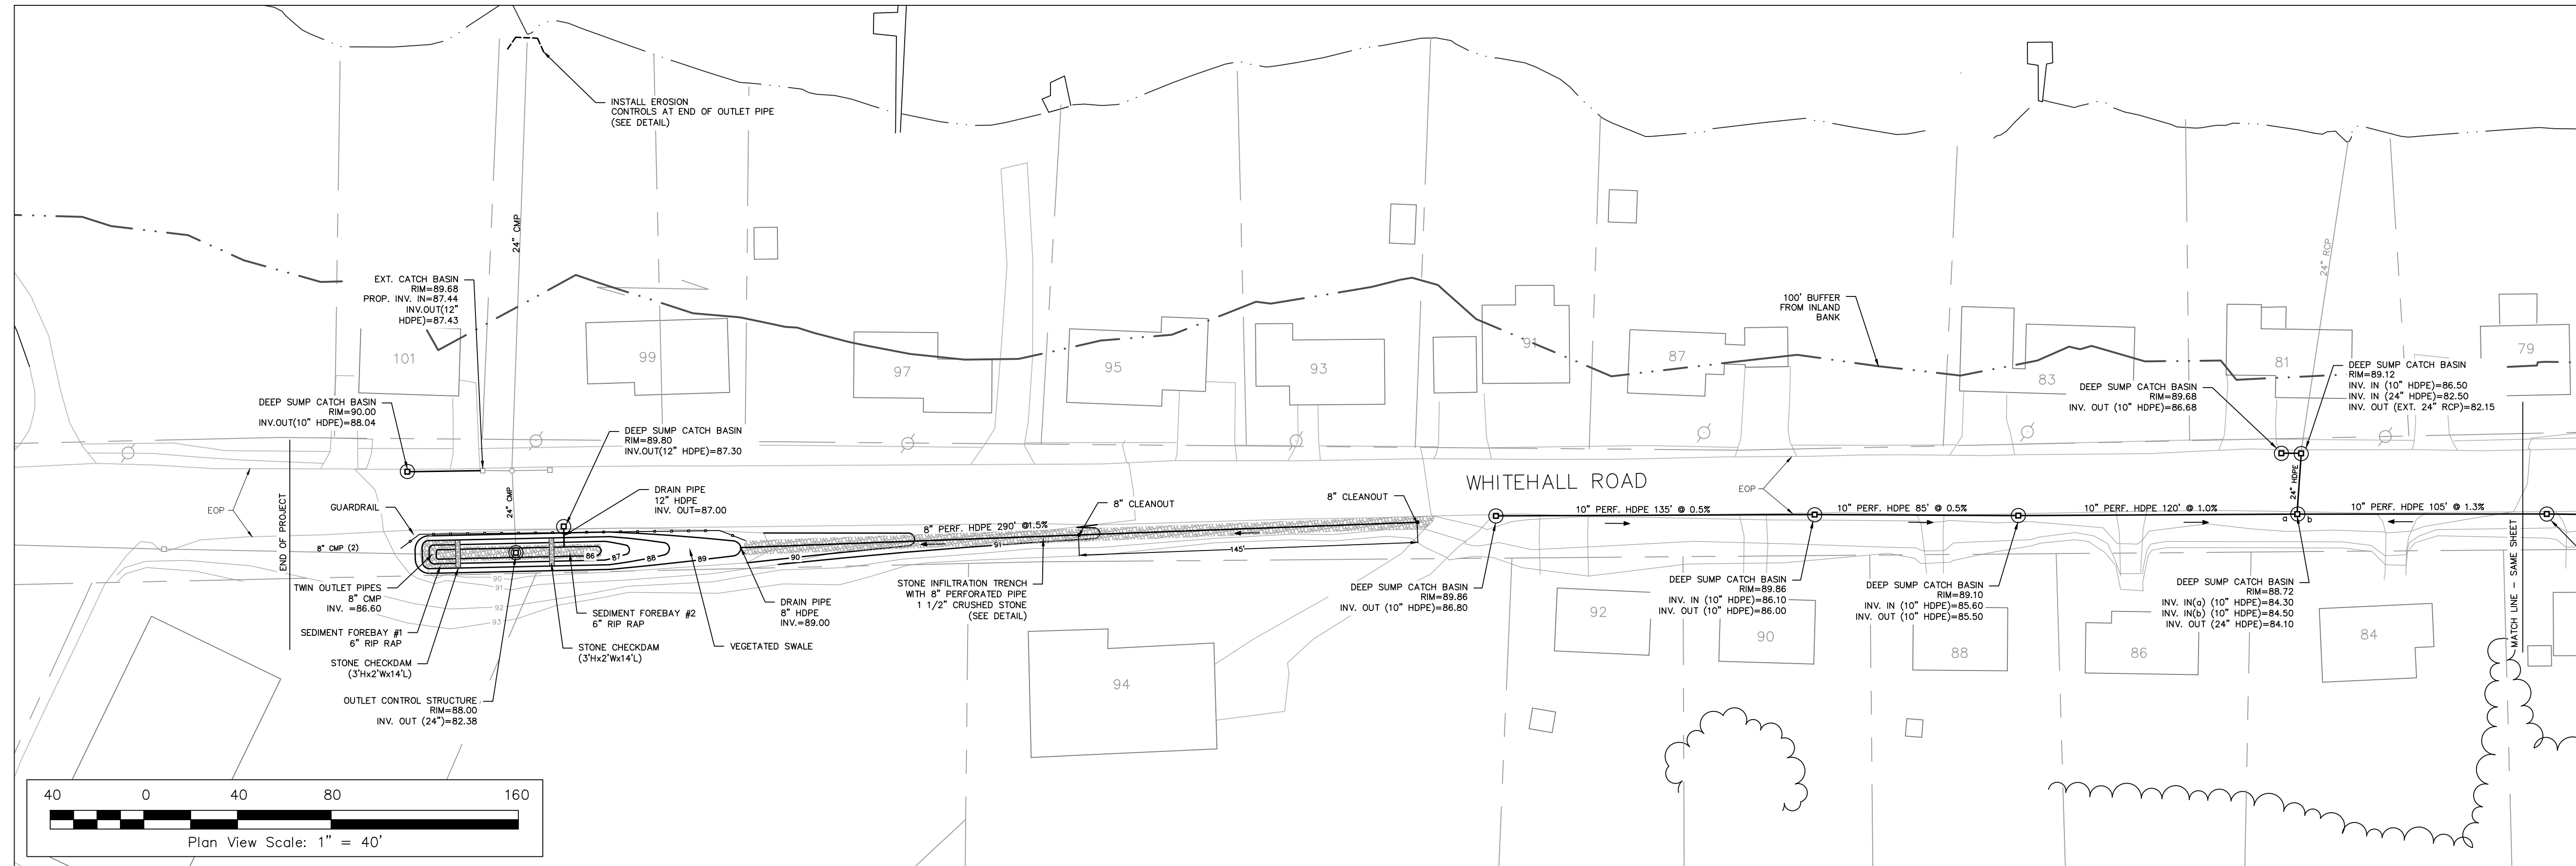 INSTALL EROSION
CONTROLS AT END OF OUTLET PIPE
(SEE DETAIL)
24" CMP
24" RCP
EXT. CATCH BASIN
RIM=89.68
PROP. INV. IN=87.44
INV.OUT(12"
HDPE)=87.43
100' BUFFER
FROM INLAND
BANK
101
99
97
95
93
91
87
83
81
79
DEEP SUMP CATCH BASIN
RIM=90.00
INV.OUT(10" HDPE)=88.04
DEEP SUMP CATCH BASIN
RIM=89.80
INV.OUT(12" HDPE)=87.30
DEEP SUMP CATCH BASIN
RIM=89.68
INV. OUT (10" HDPE)=86.68
DEEP SUMP CATCH BASIN
RIM=89.12
INV. IN (10" HDPE)=86.50
INV. IN (24" HDPE)=82.50
INV. OUT (EXT. 24" RCP)=82.15
WHITEHALL ROAD
EOP
EOP
END OF PROJECT
GUARDRAIL
24" CMP
DRAIN PIPE
12" HDPE
INV. OUT=87.00
8" CLEANOUT
8" CLEANOUT
24" HDPE
8" PERF. HDPE 290' @1.5%
10" PERF. HDPE 135' @ 0.5%
10" PERF. HDPE 85' @ 0.5%
10" PERF. HDPE 120' @ 1.0%
a
b
10" PERF. HDPE 105' @ 1.3%
8" CMP (2)
86
87
88
89
90
91
145'
90
91
92
93
TWIN OUTLET PIPES
8" CMP
INV. =86.60
SEDIMENT FOREBAY #1
6" RIP RAP
STONE CHECKDAM
(3'Hx2'Wx14'L)
OUTLET CONTROL STRUCTURE
RIM=88.00
INV. OUT (24")=82.38
SEDIMENT FOREBAY #2
6" RIP RAP
STONE CHECKDAM
(3'Hx2'Wx14'L)
VEGETATED SWALE
DRAIN PIPE
8" HDPE
INV.=89.00
STONE INFILTRATION TRENCH
WITH 8" PERFORATED PIPE
1 1/2" CRUSHED STONE
(SEE DETAIL)
DEEP SUMP CATCH BASIN
RIM=89.86
INV. OUT (10" HDPE)=86.80
DEEP SUMP CATCH BASIN
RIM=89.86
INV. IN (10" HDPE)=86.10
INV. OUT (10" HDPE)=86.00
DEEP SUMP CATCH BASIN
RIM=89.10
INV. IN (10" HDPE)=85.60
INV. OUT (10" HDPE)=85.50
DEEP SUMP CATCH BASIN
RIM=88.72
INV. IN(a) (10" HDPE)=84.30
INV. IN(b) (10" HDPE)=84.50
INV. OUT (24" HDPE)=84.10
MATCH LINE - SAME SHEET
94
92
90
88
86
84
40 0 40 80 160
Plan View Scale: 1" = 40'